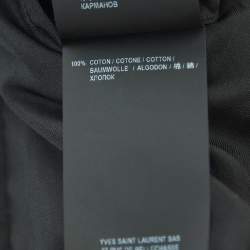 КАРМАНОВ
100% COTON / COTONE / COTTON /
BAUMWOLLE / ALGODON / 棉 / 綿 /
ХЛОПОК
YVES SAINT LAURENT SAS